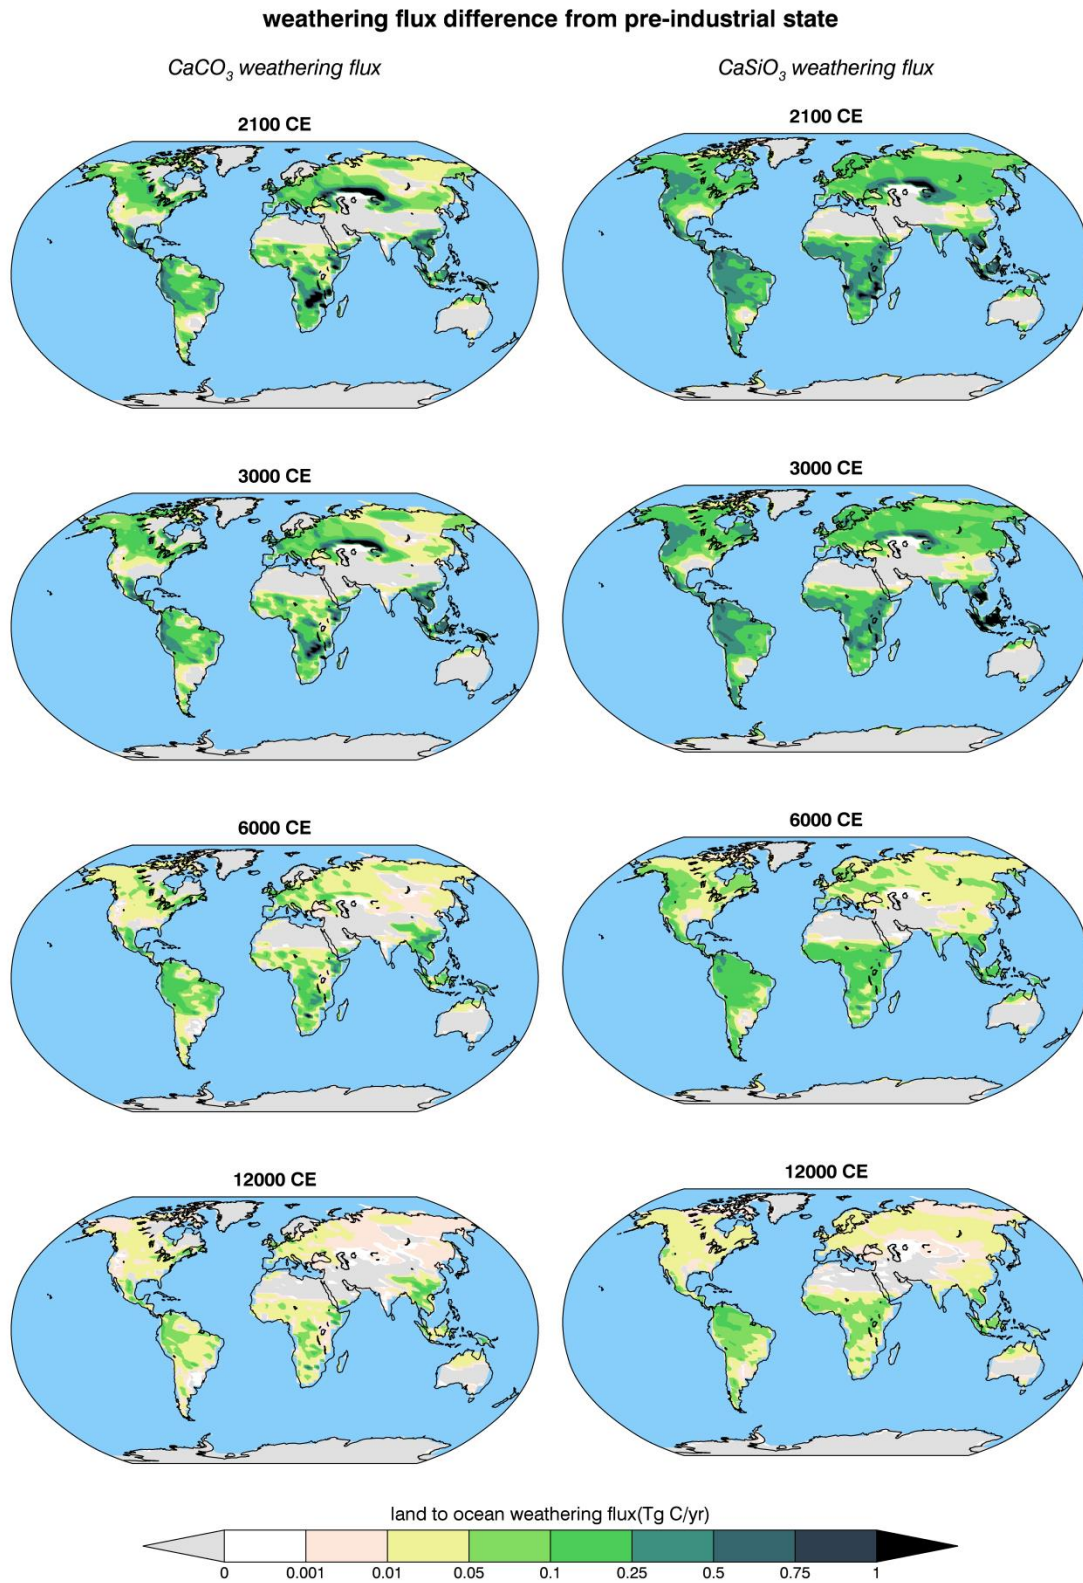 weathering flux difference from pre-industrial state
CaCO₃ weathering flux
CaSiO₃ weathering flux
2100 CE
2100 CE
3000 CE
3000 CE
6000 CE
6000 CE
12000 CE
12000 CE
land to ocean weathering flux(Tg C/yr)
0 0.001 0.01 0.05 0.1 0.25 0.5 0.75 1